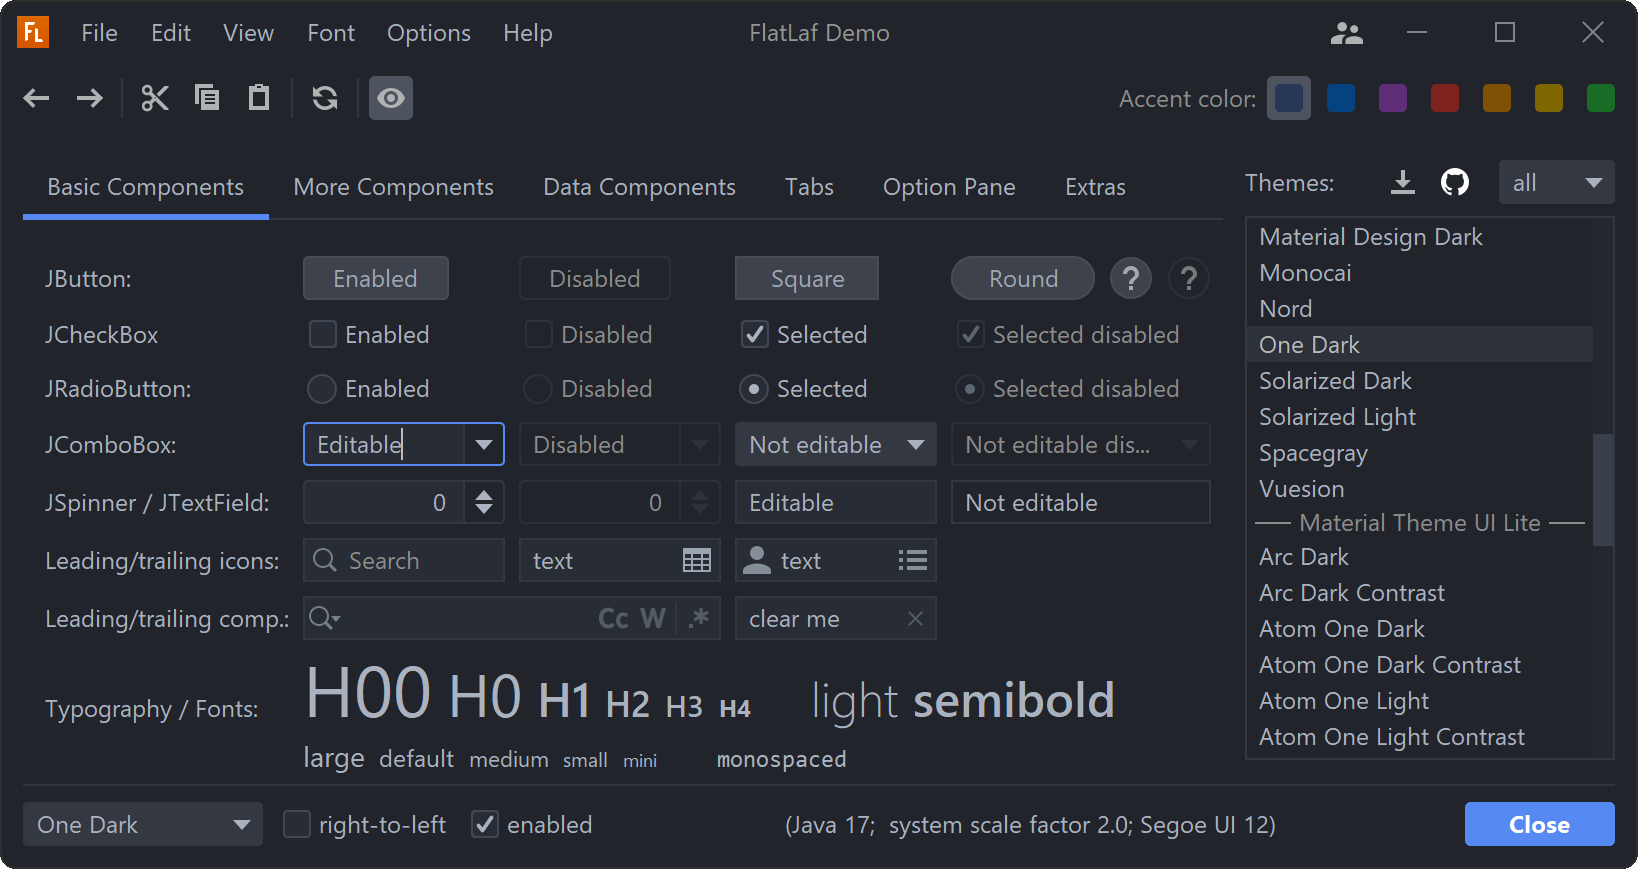 FL File Edit View Font Options Help FlatLaf Demo
Accent color:
Basic Components More Components Data Components Tabs Option Pane Extras
JButton: Enabled Disabled Square Round ? ?
JCheckBox Enabled Disabled Selected Selected disabled
JRadioButton: Enabled Disabled Selected Selected disabled
JComboBox: Editable Disabled Not editable Not editable dis...
JSpinner / JTextField: 0 0 Editable Not editable
Leading/trailing icons: Search text text
Leading/trailing comp.: Cc W .* clear me
Typography / Fonts: H00 H0 H1 H2 H3 H4 light semibold
large default medium small mini monospaced
Themes: all
Material Design Dark
Monocai
Nord
One Dark
Solarized Dark
Solarized Light
Spacegray
Vuesion
Material Theme UI Lite
Arc Dark
Arc Dark Contrast
Atom One Dark
Atom One Dark Contrast
Atom One Light
Atom One Light Contrast
One Dark right-to-left enabled (Java 17;  system scale factor 2.0; Segoe UI 12) Close